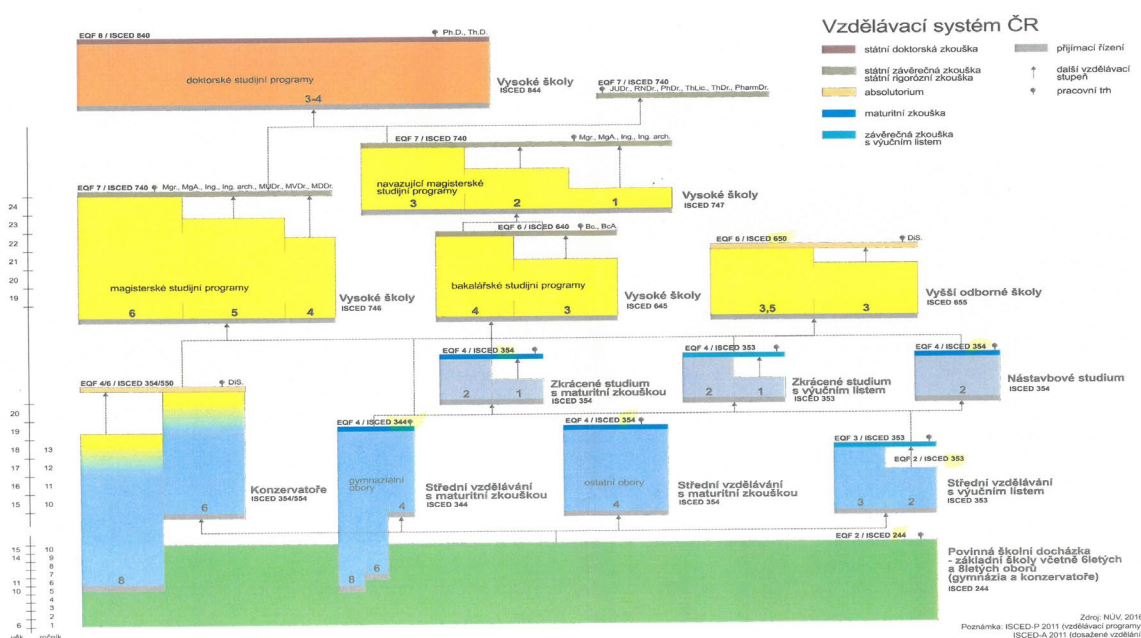 Vzdělávací systém ČR
státní doktorská zkouška
státní závěrečná zkouška
státní rigorózní zkouška
absolutorium
maturitní zkouška
závěrečná zkouška
s výučním listem
přijímací řízení
další vzdělávací
stupeň
pracovní trh
EQF 8 / ISCED 840
Ph.D., Th.D.
doktorské studijní programy
3-4
Vysoké školy
ISCED 844
EQF 7 / ISCED 740
JUDr., RNDr., PhDr., ThLic., ThDr., PharmDr.
EQF 7 / ISCED 740
Mgr., MgA., Ing., Ing. arch.
navazující magisterské
studijní programy
3
2
1
Vysoké školy
ISCED 747
EQF 7 / ISCED 740
Mgr., MgA., Ing., Ing. arch., MUDr., MVDr., MDDr.
magisterské studijní programy
6
5
4
Vysoké školy
ISCED 746
EQF 6 / ISCED 640
Bc., BcA.
bakalářské studijní programy
4
3
Vysoké školy
ISCED 645
EQF 6 / ISCED 650
DiS.
3,5
3
Vyšší odborné školy
ISCED 655
EQF 4 / ISCED 354
2
1
Zkrácené studium
s maturitní zkouškou
ISCED 354
EQF 4 / ISCED 353
2
1
Zkrácené studium
s výučním listem
ISCED 353
EQF 4 / ISCED 354
2
Nástavbové studium
ISCED 354
EQF 4/6 / ISCED 354/550
DiS.
8
6
Konzervatoře
ISCED 354/554
EQF 4 / ISCED 344
gymnaziální
obory
4
8
6
Střední vzdělávání
s maturitní zkouškou
ISCED 344
EQF 4 / ISCED 354
ostatní obory
4
Střední vzdělávání
s maturitní zkouškou
ISCED 354
EQF 3 / ISCED 353
EQF 2 / ISCED 353
3
2
Střední vzdělávání
s výučním listem
ISCED 353
EQF 2 / ISCED 244
Povinná školní docházka
- základní školy včetně 6letých
a 8letých oborů
(gymnázia a konzervatoře)
ISCED 244
24
23
22
21
20
19
20
19
18 13
17 12
16 11
15 10
15 10
14 9
8
7
11 6
10 5
4
3
2
6 1
věk ročník
Zdroj: NÚV, 2016
Poznámka: ISCED-P 2011 (vzdělávací programy
ISCED-A 2011 (dosažené vzdělání